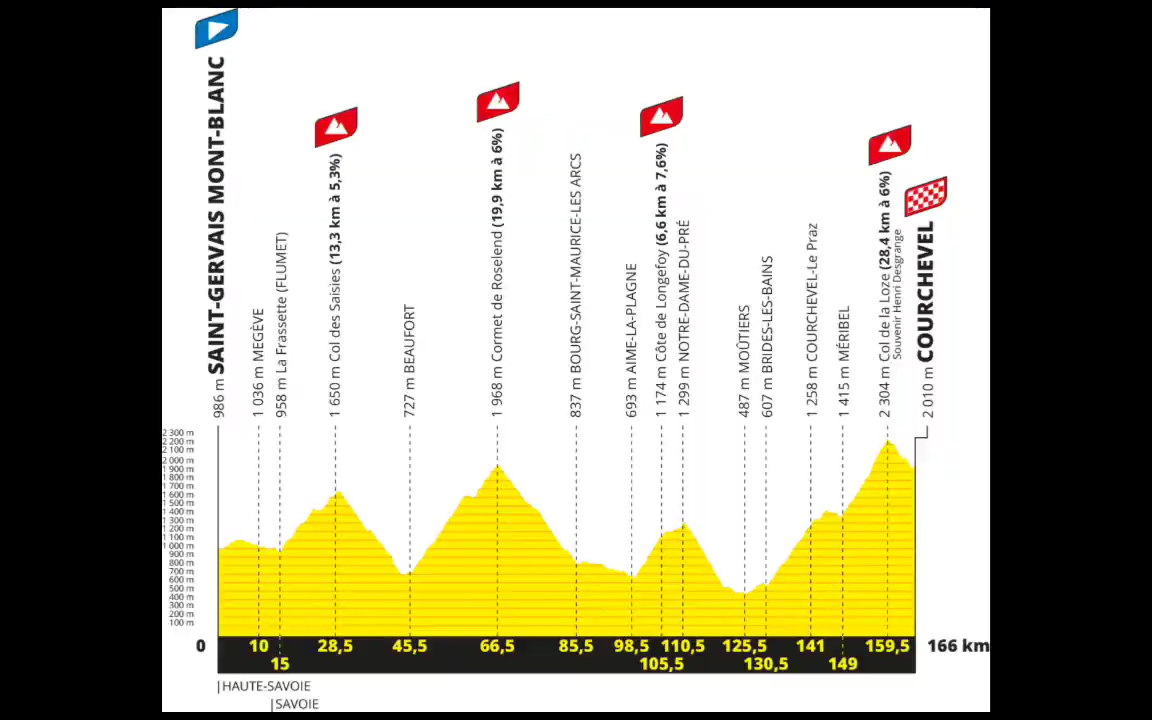 986 m SAINT-GERVAIS MONT-BLANC
1 036 m MEGÈVE
958 m La Frassette (FLUMET)
1 650 m Col des Saisies (13,3 km à 5,3%)
727 m BEAUFORT
1 968 m Cormet de Roselend (19,9 km à 6%)
837 m BOURG-SAINT-MAURICE-LES ARCS
693 m AIME-LA-PLAGNE
1 174 m Côte de Longefoy (6,6 km à 7,6%)
1 299 m NOTRE-DAME-DU-PRÉ
487 m MOÛTIERS
607 m BRIDES-LES-BAINS
1 258 m COURCHEVEL-Le Praz
1 415 m MÉRIBEL
2 304 m Col de la Loze (28,4 km à 6%)
Souvenir Henri Desgrange
2 010 m COURCHEVEL
2 300 m
2 200 m
2 100 m
2 000 m
1 900 m
1 800 m
1 700 m
1 600 m
1 500 m
1 400 m
1 300 m
1 200 m
1 100 m
1 000 m
900 m
800 m
700 m
600 m
500 m
400 m
300 m
200 m
100 m
0 10 28,5 45,5 66,5 85,5 98,5 110,5 125,5 141 159,5 166 km
15 105,5 130,5 149
|HAUTE-SAVOIE
|SAVOIE